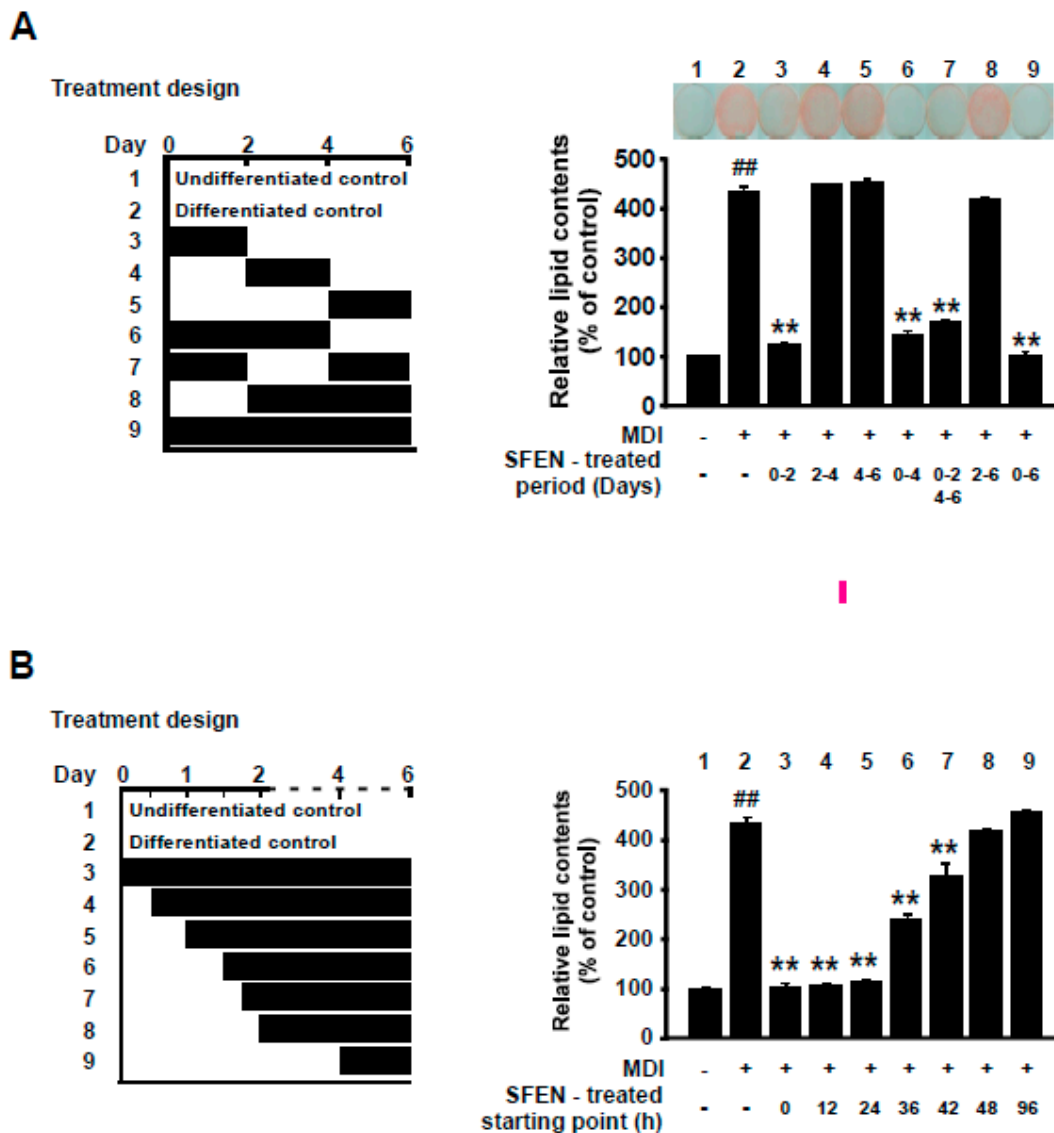 A
Treatment design
Day 0 2 4 6
1 Undifferentiated control
2 Differentiated control
3
4
5
6
7
8
9
1 2 3 4 5 6 7 8 9
Relative lipid contents
(% of control)
500
400
300
200
100
0
##
**
**
**
**
MDI - + + + + + + + +
SFEN - treated
period (Days)
- - 0-2 2-4 4-6 0-4 0-2 2-6 0-6
4-6
B
Treatment design
Day 0 1 2 4 6
1 Undifferentiated control
2 Differentiated control
3
4
5
6
7
8
9
1 2 3 4 5 6 7 8 9
Relative lipid contents
(% of control)
500
400
300
200
100
0
##
**
**
**
**
**
MDI - + + + + + + + +
SFEN - treated
starting point (h)
- - 0 12 24 36 42 48 96